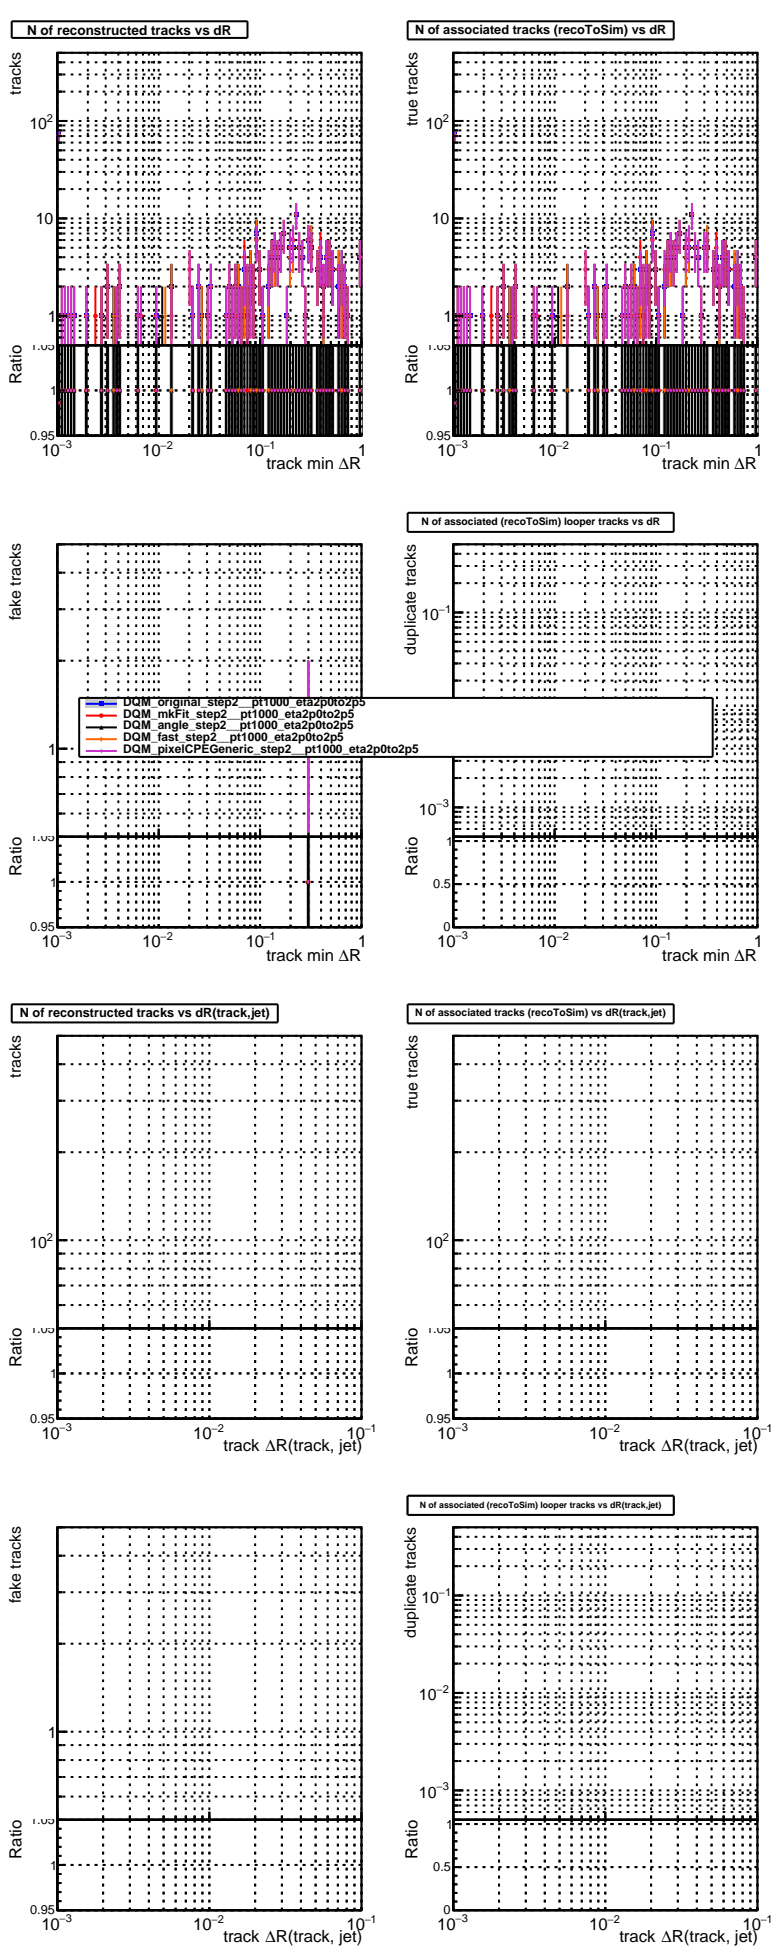 N of reconstructed tracks vs dR
N of associated tracks (recoToSim) vs dR
tracks
10²
10
1
1.05
Ratio
1
0.95
10⁻³
10⁻²
10⁻¹
1
track min ΔR
true tracks
10²
10
1
1.05
Ratio
1
0.95
10⁻³
10⁻²
10⁻¹
1
track min ΔR
N of associated (recoToSim) looper tracks vs dR
fake tracks
1
1.05
Ratio
1
0.95
10⁻³
10⁻²
10⁻¹
1
track min ΔR
duplicate tracks
10⁻¹
10⁻³
Ratio
1
0.5
0
10⁻³
10⁻²
10⁻¹
1
track min ΔR
DQM_original_step2__pt1000_eta2p0to2p5
DQM_mkFit_step2__pt1000_eta2p0to2p5
DQM_angle_step2__pt1000_eta2p0to2p5
DQM_fast_step2__pt1000_eta2p0to2p5
DQM_pixelCPEGeneric_step2__pt1000_eta2p0to2p5
N of reconstructed tracks vs dR(track,jet)
N of associated tracks (recoToSim) vs dR(track,jet)
tracks
10²
1.05
Ratio
1
0.95
10⁻³
10⁻²
10⁻¹
track ΔR(track, jet)
true tracks
10²
1.05
Ratio
1
0.95
10⁻³
10⁻²
10⁻¹
track ΔR(track, jet)
N of associated (recoToSim) looper tracks vs dR(track,jet)
fake tracks
1
1.05
Ratio
1
0.95
10⁻³
10⁻²
10⁻¹
track ΔR(track, jet)
duplicate tracks
10⁻¹
10⁻²
10⁻³
Ratio
1
0.5
0
10⁻³
10⁻²
10⁻¹
track ΔR(track, jet)